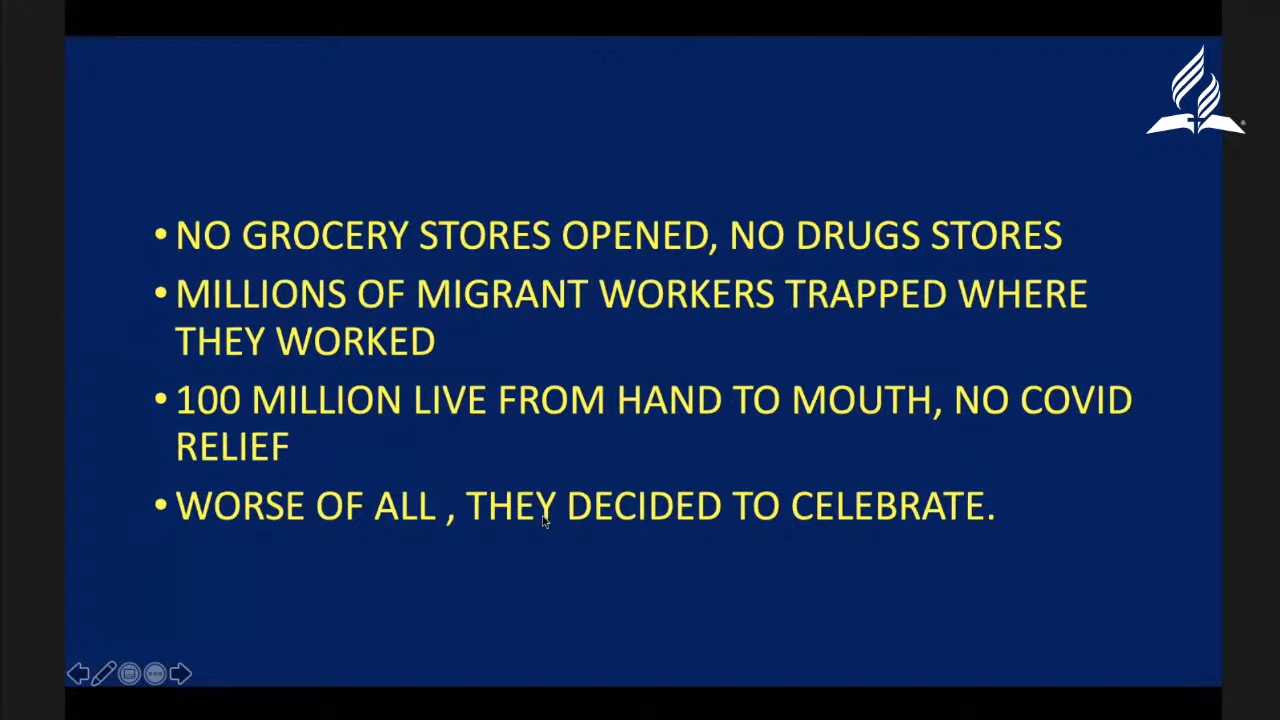 • NO GROCERY STORES OPENED, NO DRUGS STORES
• MILLIONS OF MIGRANT WORKERS TRAPPED WHERE
THEY WORKED
• 100 MILLION LIVE FROM HAND TO MOUTH, NO COVID
RELIEF
• WORSE OF ALL , THEY DECIDED TO CELEBRATE.